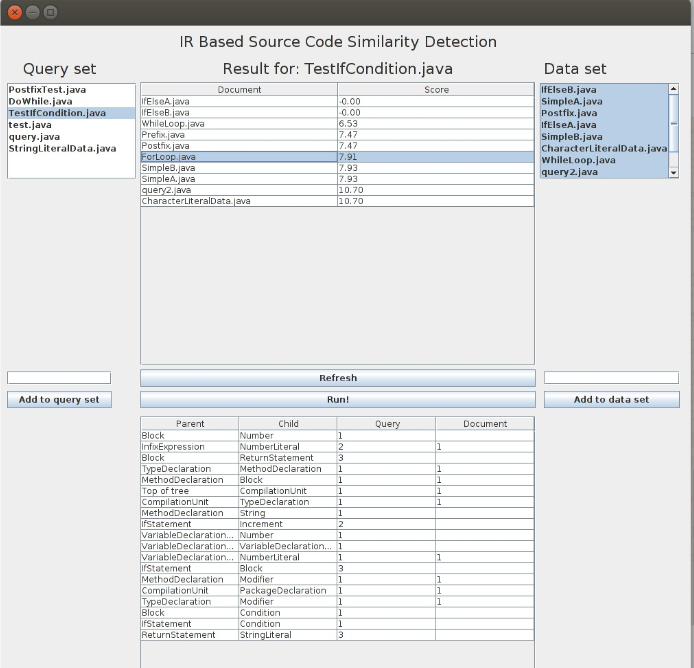 IR Based Source Code Similarity Detection
Query set
Result for: TestIfCondition.java
Data set
PostfixTest.java
DoWhile.java
TestIfCondition.java
test.java
query.java
StringLiteralData.java
Document Score
IfElseA.java -0.00
IfElseB.java -0.00
WhileLoop.java 6.53
Prefix.java 7.47
Postfix.java 7.47
ForLoop.java 7.91
SimpleB.java 7.93
SimpleA.java 7.93
query2.java 10.70
CharacterLiteralData.java 10.70
IfElseB.java
SimpleA.java
Postfix.java
IfElseA.java
SimpleB.java
CharacterLiteralData.java
WhileLoop.java
query2.java
Refresh
Add to query set
Run!
Add to data set
Parent Child Query Document
Block Number 1
InfixExpression NumberLiteral 2 1
Block ReturnStatement 3
TypeDeclaration MethodDeclaration 1 1
MethodDeclaration Block 1 1
Top of tree CompilationUnit 1 1
CompilationUnit TypeDeclaration 1 1
MethodDeclaration String 1
IfStatement Increment 2
VariableDeclaration... Number 1
VariableDeclaration... VariableDeclaration... 1
VariableDeclaration... NumberLiteral 1 1
IfStatement Block 3
MethodDeclaration Modifier 1 1
CompilationUnit PackageDeclaration 1 1
TypeDeclaration Modifier 1 1
Block Condition 1
IfStatement Condition 1
ReturnStatement StringLiteral 3